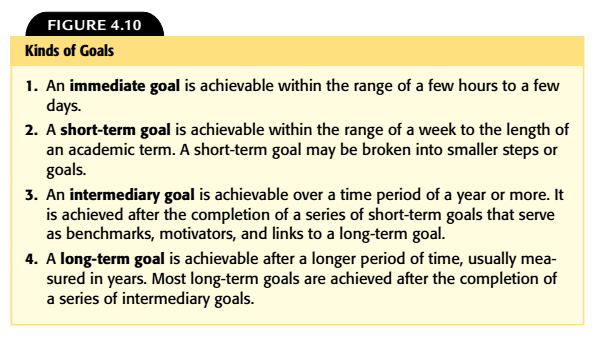 FIGURE 4.10
Kinds of Goals
1. An immediate goal is achievable within the range of a few hours to a few
days.
2. A short-term goal is achievable within the range of a week to the length of
an academic term. A short-term goal may be broken into smaller steps or
goals.
3. An intermediary goal is achievable over a time period of a year or more. It
is achieved after the completion of a series of short-term goals that serve
as benchmarks, motivators, and links to a long-term goal.
4. A long-term goal is achievable after a longer period of time, usually mea-
sured in years. Most long-term goals are achieved after the completion of
a series of intermediary goals.